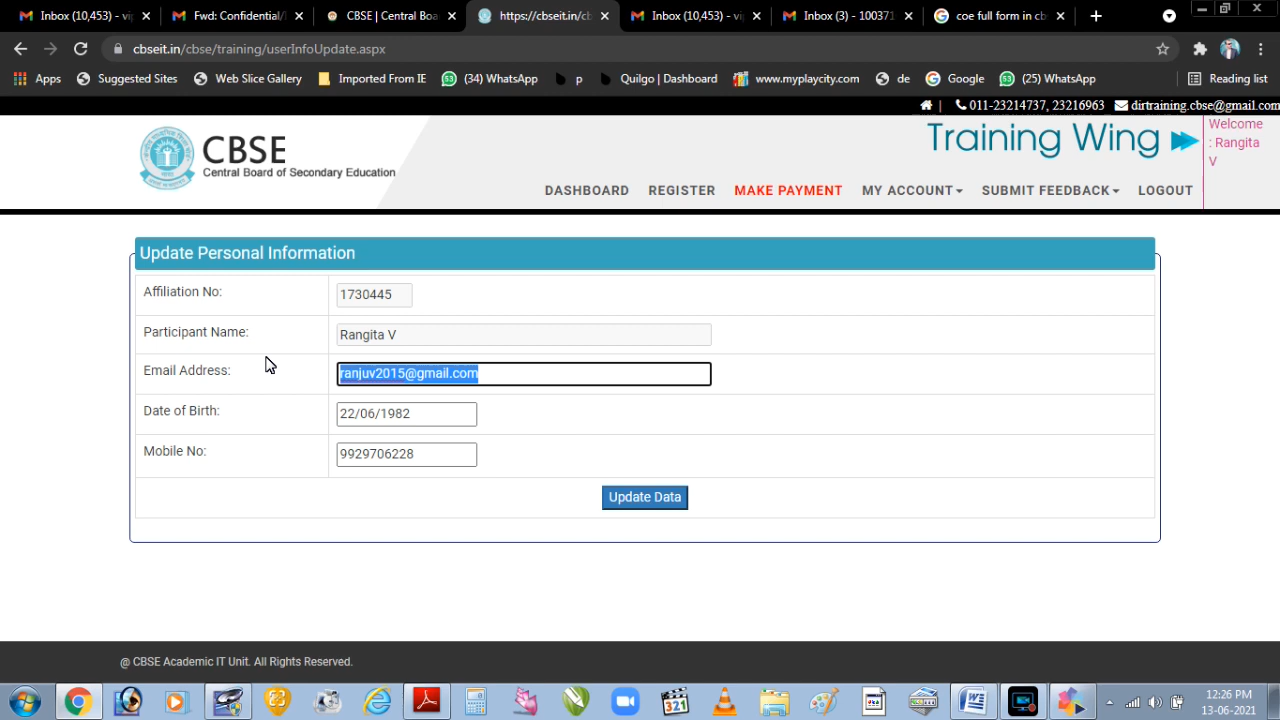 Inbox (10,453) - vi
Fwd: Confidential/
CBSE | Central Boa
https://cbseit.in/cb
Inbox (10,453) - vi
Inbox (3) - 100371
coe full form in cb
cbseit.in/cbse/training/userInfoUpdate.aspx
Apps
Suggested Sites
Web Slice Gallery
Imported From IE
(34) WhatsApp
p
Quilgo | Dashboard
www.myplaycity.com
de
Google
(25) WhatsApp
Reading list
| 011-23214737, 23216963 dirtraining.cbse@gmail.com
CBSE
Central Board of Secondary Education
Training Wing
Welcome
: Rangita
V
DASHBOARD REGISTER MAKE PAYMENT MY ACCOUNT SUBMIT FEEDBACK LOGOUT
Update Personal Information
Affiliation No: 1730445
Participant Name: Rangita V
Email Address: ranjuv2015@gmail.com
Date of Birth: 22/06/1982
Mobile No: 9929706228
Update Data
@ CBSE Academic IT Unit. All Rights Reserved.
321
12:26 PM
13-06-2021